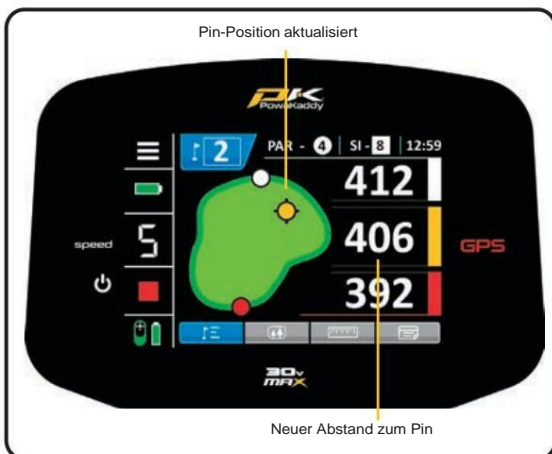 Pin-Position aktualisiert
PK
PowaKaddy
2 PAR - 4 SI - 8 12:59
412
speed 5 406 GPS
392
30V
MAX
Neuer Abstand zum Pin